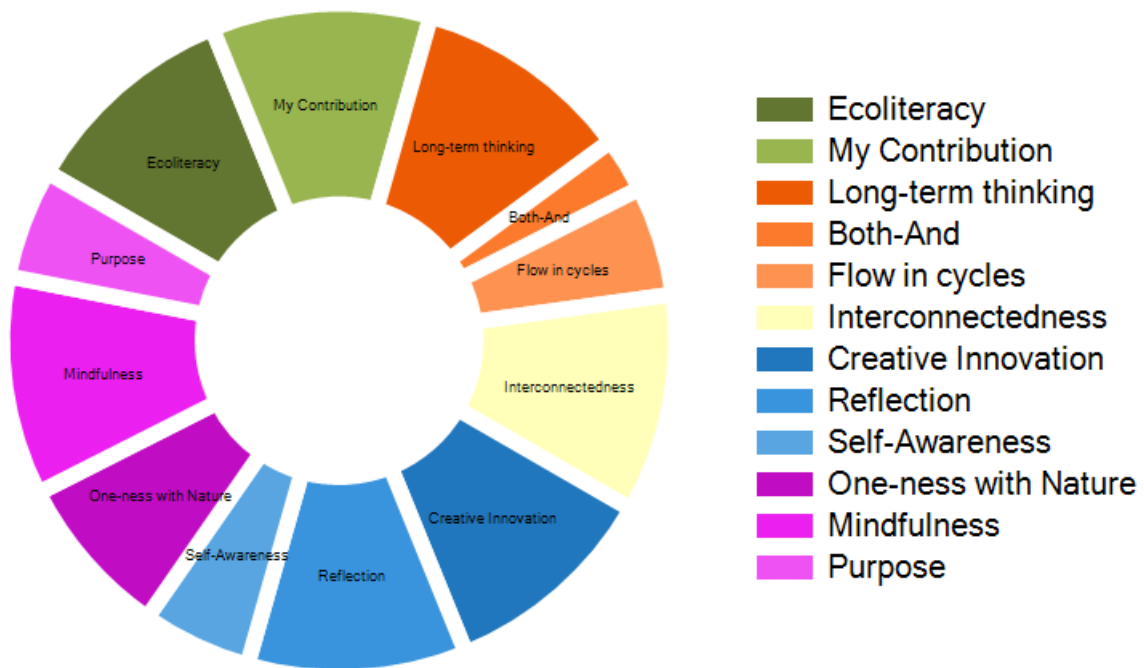 My Contribution
Long-term thinking
Ecoliteracy
Both-And
Purpose
Flow in cycles
Mindfulness
Interconnectedness
One-ness with Nature
Creative Innovation
Self-Awareness
Reflection
Ecoliteracy
My Contribution
Long-term thinking
Both-And
Flow in cycles
Interconnectedness
Creative Innovation
Reflection
Self-Awareness
One-ness with Nature
Mindfulness
Purpose